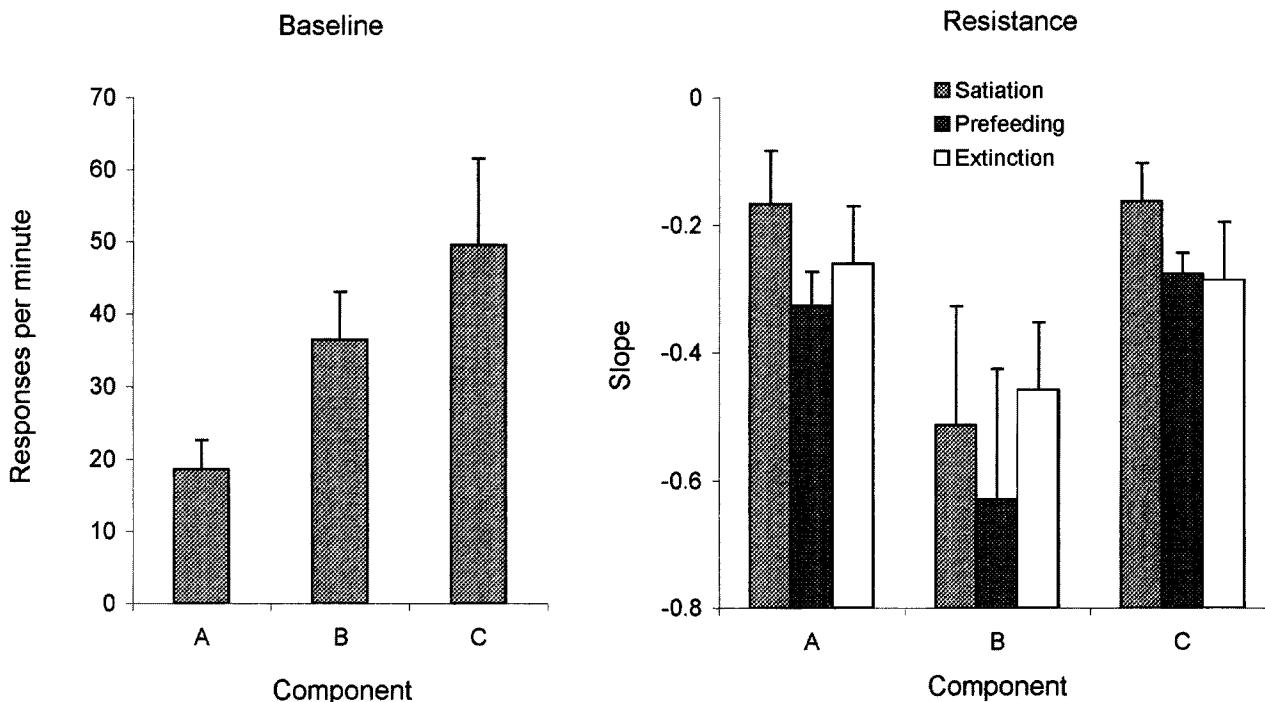 Baseline
70
60
50
40
30
20
10
0
Responses per minute
A B C
Component
Resistance
Satiation
Prefeeding
Extinction
0
-0.2
-0.4
-0.6
-0.8
Slope
A B C
Component